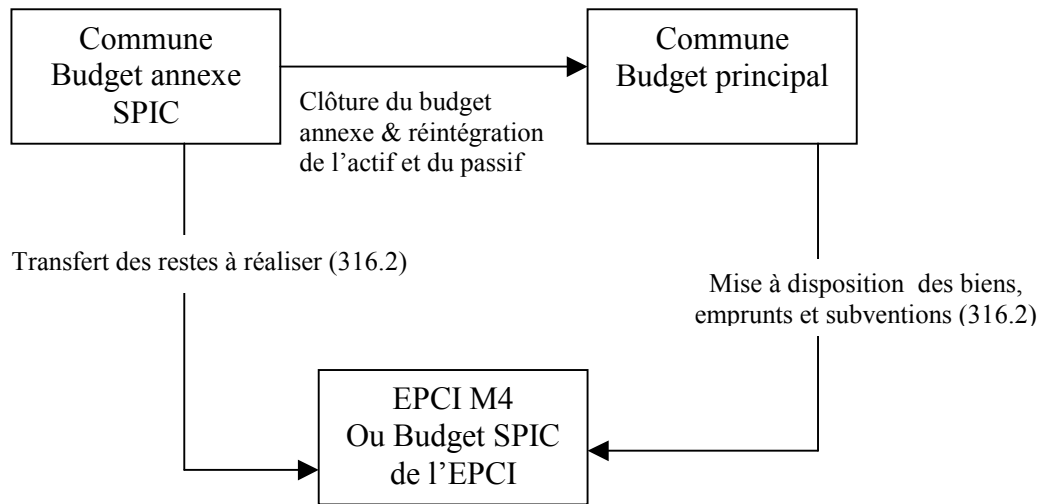 Commune
Budget annexe
SPIC
Commune
Budget principal
Clôture du budget
annexe & réintégration
de l’actif et du passif
Transfert des restes à réaliser (316.2)
Mise à disposition des biens,
emprunts et subventions (316.2)
EPCI M4
Ou Budget SPIC
de l’EPCI